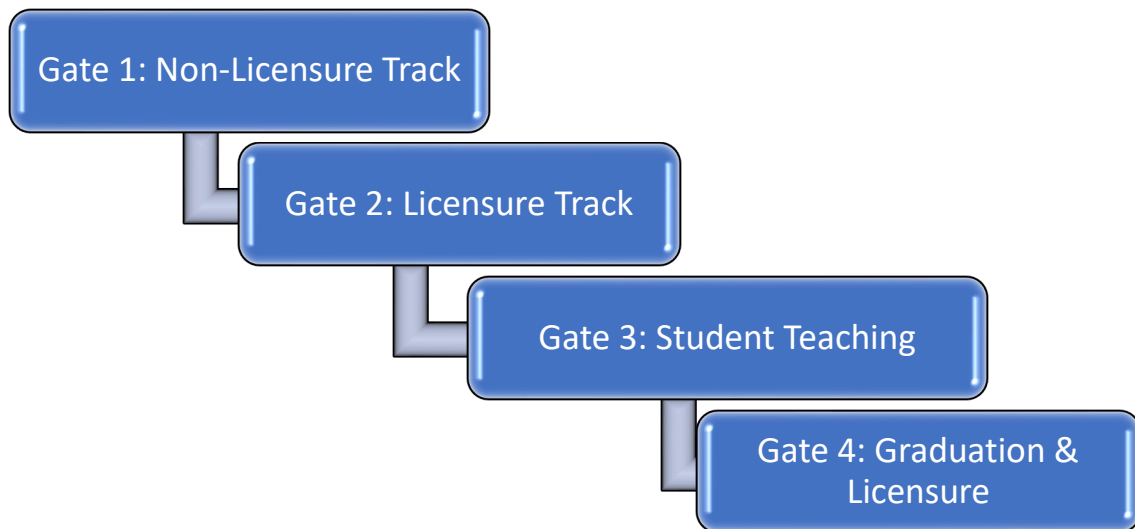 Gate 1: Non-Licensure Track
Gate 2: Licensure Track
Gate 3: Student Teaching
Gate 4: Graduation &
Licensure